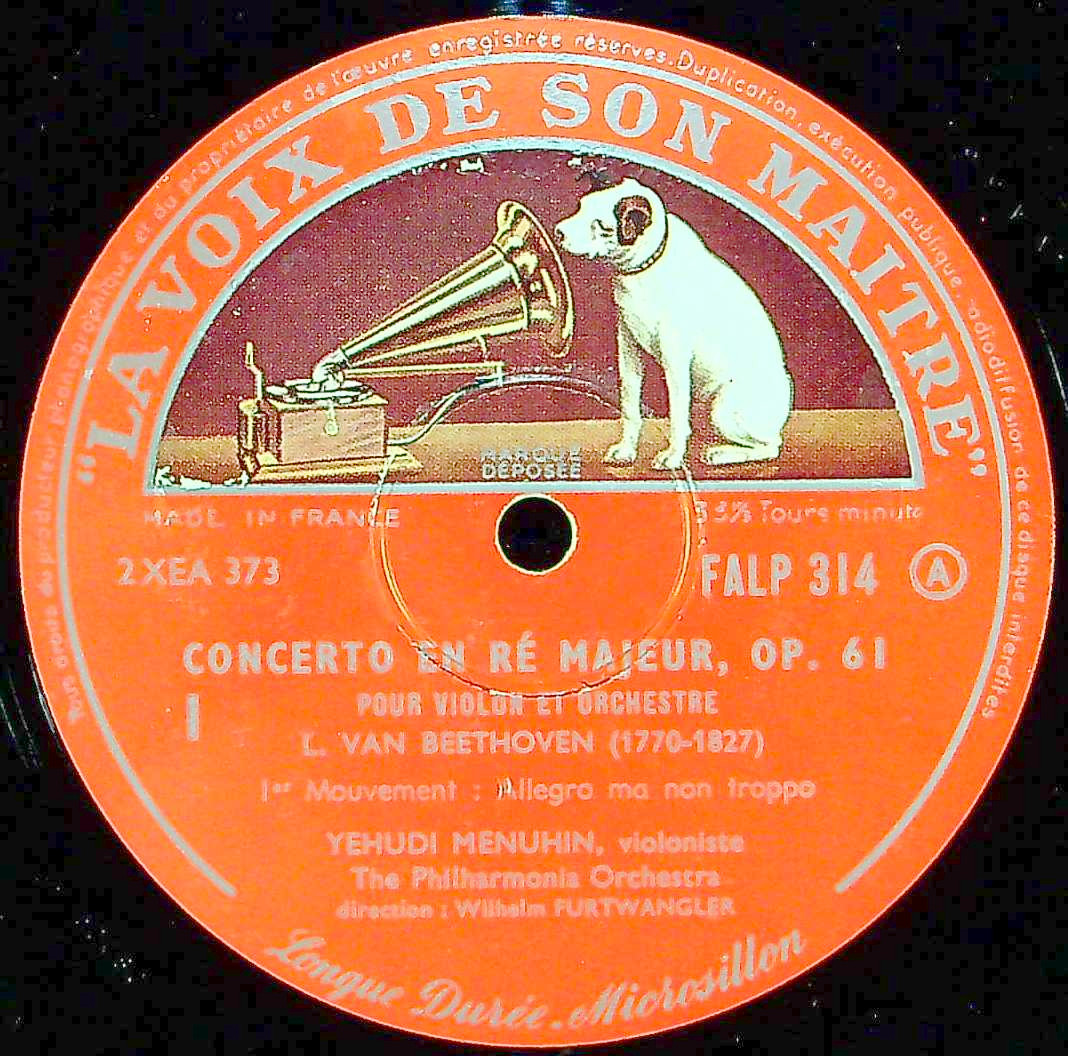 Tous droits du producteur phonographique et du propriétaire de l'œuvre enregistrée réservés. Duplication, exécution publique, radiodiffusion de ce disque interdites
“LA VOIX DE SON MAITRE”
MARQUE
DÉPOSÉE
MADE IN FRANCE
33⅓ Tours minute
2XEA 373
FALP 314 A
CONCERTO EN RÉ MAJEUR, OP. 61
I
POUR VIOLON ET ORCHESTRE
L. VAN BEETHOVEN (1770-1827)
1er Mouvement : Allegro ma non troppo
YEHUDI MENUHIN, violoniste
The Philharmonia Orchestra
direction : Wilhelm FURTWANGLER
Longue Durée-Microsillon